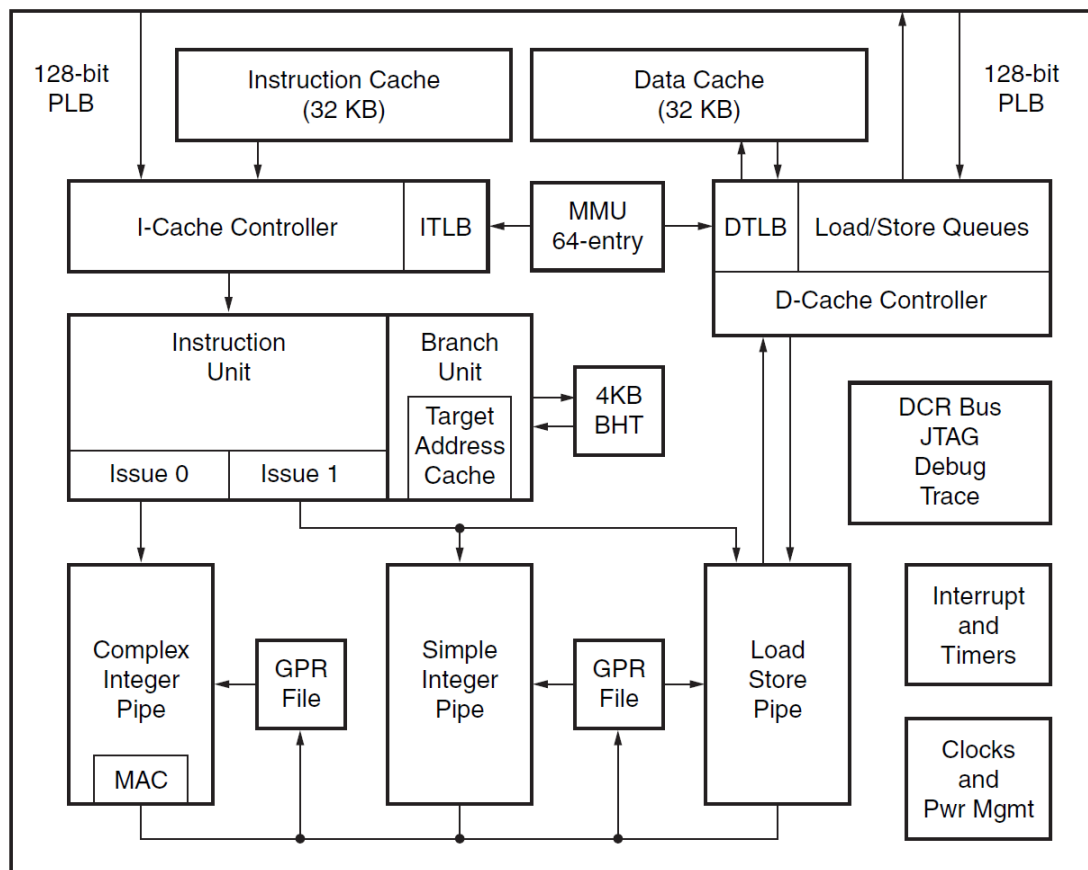 128-bit
PLB
Instruction Cache
(32 KB)
Data Cache
(32 KB)
128-bit
PLB
I-Cache Controller
ITLB
MMU
64-entry
DTLB
Load/Store Queues
D-Cache Controller
Instruction
Unit
Branch
Unit
Target
Address
Cache
4KB
BHT
Issue 0
Issue 1
DCR Bus
JTAG
Debug
Trace
Complex
Integer
Pipe
MAC
GPR
File
Simple
Integer
Pipe
GPR
File
Load
Store
Pipe
Interrupt
and
Timers
Clocks
and
Pwr Mgmt